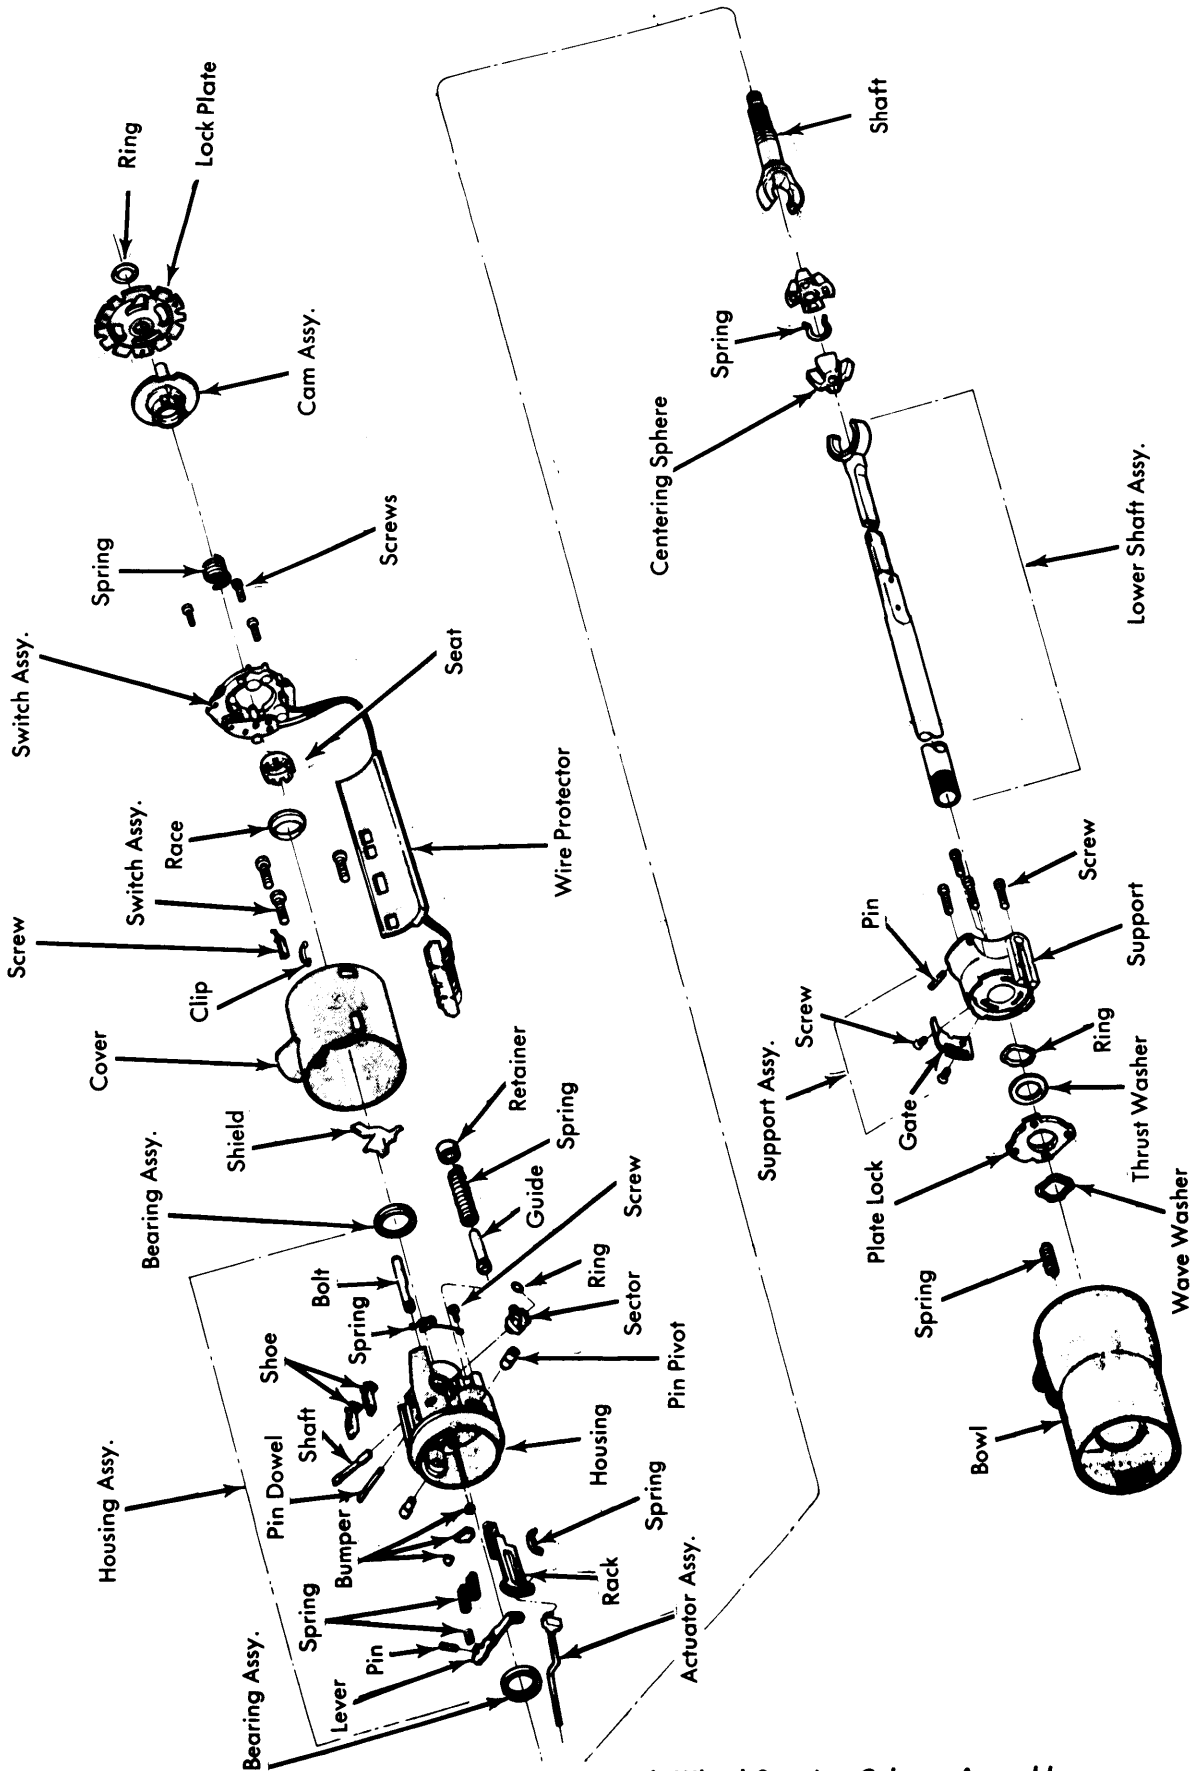 Ring
Lock Plate
Cam Assy.
Spring
Screws
Switch Assy.
Seat
Race
Switch Assy.
Wire Protector
Screw
Clip
Cover
Shield
Retainer
Spring
Guide
Screw
Bearing Assy.
Bolt
Spring
Ring
Sector
Pin Pivot
Shoe
Shaft
Pin Dowel
Housing
Housing Assy.
Bumper
Spring
Spring
Rack
Pin
Lever
Actuator Assy.
Bearing Assy.
Shaft
Spring
Centering Sphere
Lower Shaft Assy.
Screw
Pin
Support
Screw
Support Assy.
Gate
Ring
Thrust Washer
Plate Lock
Wave Washer
Spring
Bowl